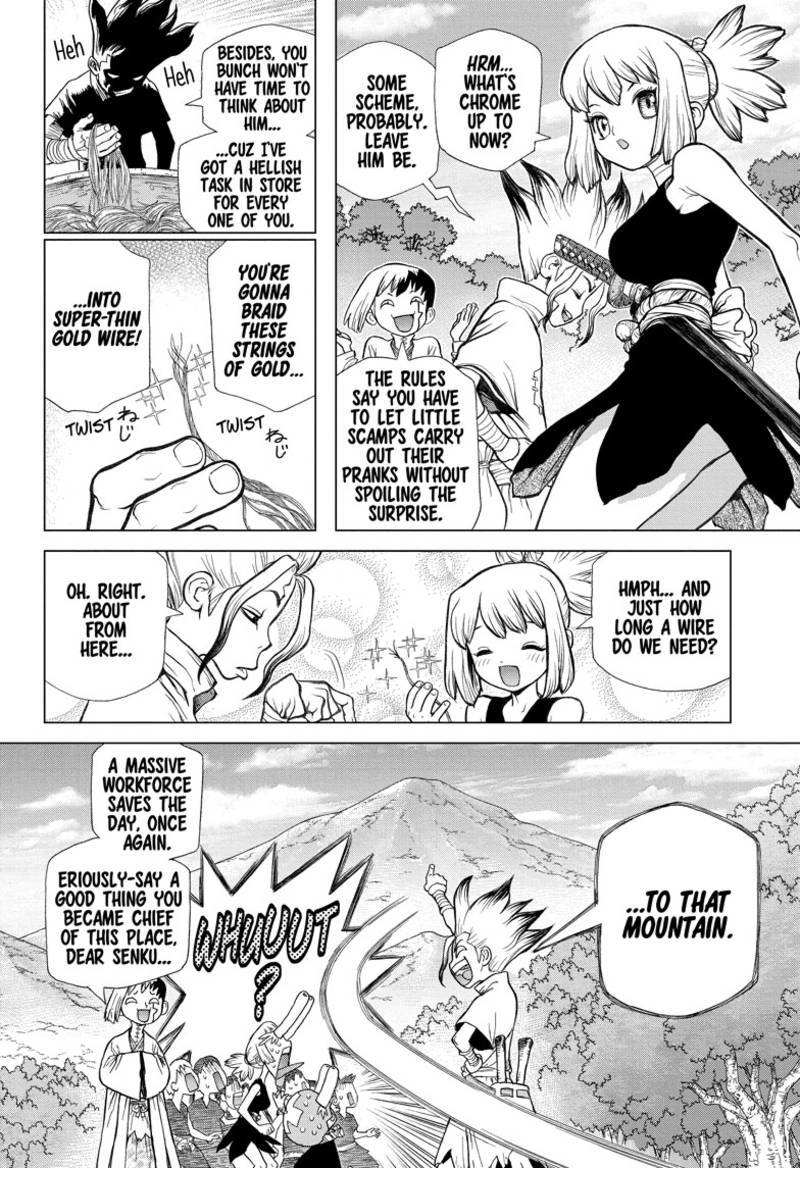 HRM...
WHAT'S
CHROME
UP TO
NOW?
SOME
SCHEME,
PROBABLY.
LEAVE
HIM BE.
THE RULES
SAY YOU HAVE
TO LET LITTLE
SCAMPS CARRY
OUT THEIR
PRANKS WITHOUT
SPOILING THE
SURPRISE.
Heh
Heh
BESIDES, YOU
BUNCH WON'T
HAVE TIME TO
THINK ABOUT
HIM...
...CUZ I'VE
GOT A HELLISH
TASK IN STORE
FOR EVERY
ONE OF YOU.
YOU'RE
GONNA
BRAID
THESE
STRINGS
OF GOLD...
...INTO
SUPER-THIN
GOLD WIRE!
TWIST ねじ
TWIST ねじ
HMPH... AND
JUST HOW
LONG A WIRE
DO WE NEED?
OH. RIGHT.
ABOUT
FROM
HERE...
...TO THAT
MOUNTAIN.
WHUUUT
?
A MASSIVE
WORKFORCE
SAVES THE
DAY, ONCE
AGAIN.
ERIOUSLY-SAY A
GOOD THING YOU
BECAME CHIEF
OF THIS PLACE,
DEAR SENKU...